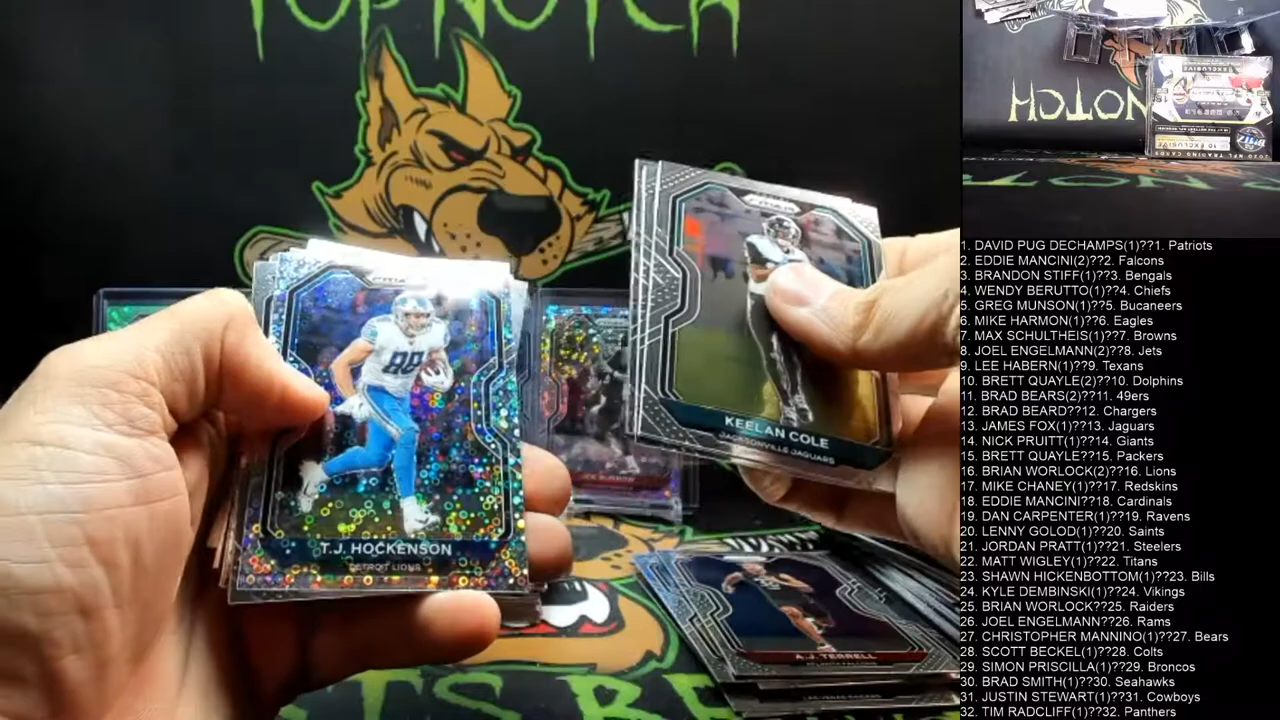 TOP NOTCH
NOTCH
2020 NFL TRADING CARDS
88
T.J. HOCKENSON
DETROIT LIONS
KEELAN COLE
JACKSONVILLE JAGUARS
A.J. TERRELL
ATLANTA FALCONS
LAS VEGAS RAIDERS
1. DAVID PUG DECHAMPS(1)??1. Patriots
2. EDDIE MANCINI(2)??2. Falcons
3. BRANDON STIFF(1)??3. Bengals
4. WENDY BERUTTO(1)??4. Chiefs
5. GREG MUNSON(1)??5. Bucaneers
6. MIKE HARMON(1)??6. Eagles
7. MAX SCHULTHEIS(1)??7. Browns
8. JOEL ENGELMANN(2)??8. Jets
9. LEE HABERN(1)??9. Texans
10. BRETT QUAYLE(2)??10. Dolphins
11. BRAD BEARS(2)??11. 49ers
12. BRAD BEARD??12. Chargers
13. JAMES FOX(1)??13. Jaguars
14. NICK PRUITT(1)??14. Giants
15. BRETT QUAYLE??15. Packers
16. BRIAN WORLOCK(2)??16. Lions
17. MIKE CHANEY(1)??17. Redskins
18. EDDIE MANCINI??18. Cardinals
19. DAN CARPENTER(1)??19. Ravens
20. LENNY GOLOD(1)??20. Saints
21. JORDAN PRATT(1)??21. Steelers
22. MATT WIGLEY(1)??22. Titans
23. SHAWN HICKENBOTTOM(1)??23. Bills
24. KYLE DEMBINSKI(1)??24. Vikings
25. BRIAN WORLOCK??25. Raiders
26. JOEL ENGELMANN??26. Rams
27. CHRISTOPHER MANNINO(1)??27. Bears
28. SCOTT BECKEL(1)??28. Colts
29. SIMON PRISCILLA(1)??29. Broncos
30. BRAD SMITH(1)??30. Seahawks
31. JUSTIN STEWART(1)??31. Cowboys
32. TIM RADCLIFF(1)??32. Panthers